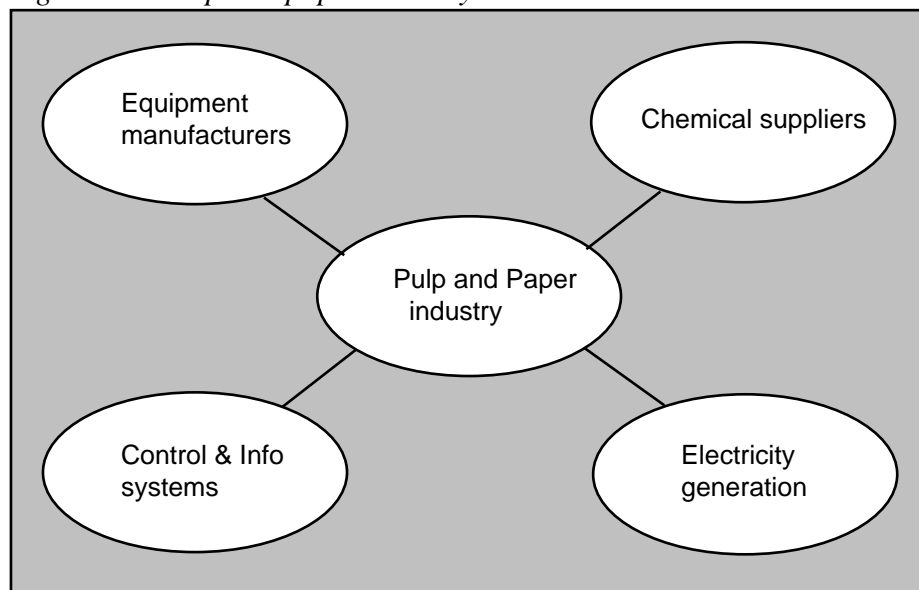 Equipment
manufacturers
Chemical suppliers
Pulp and Paper
industry
Control & Info
systems
Electricity
generation